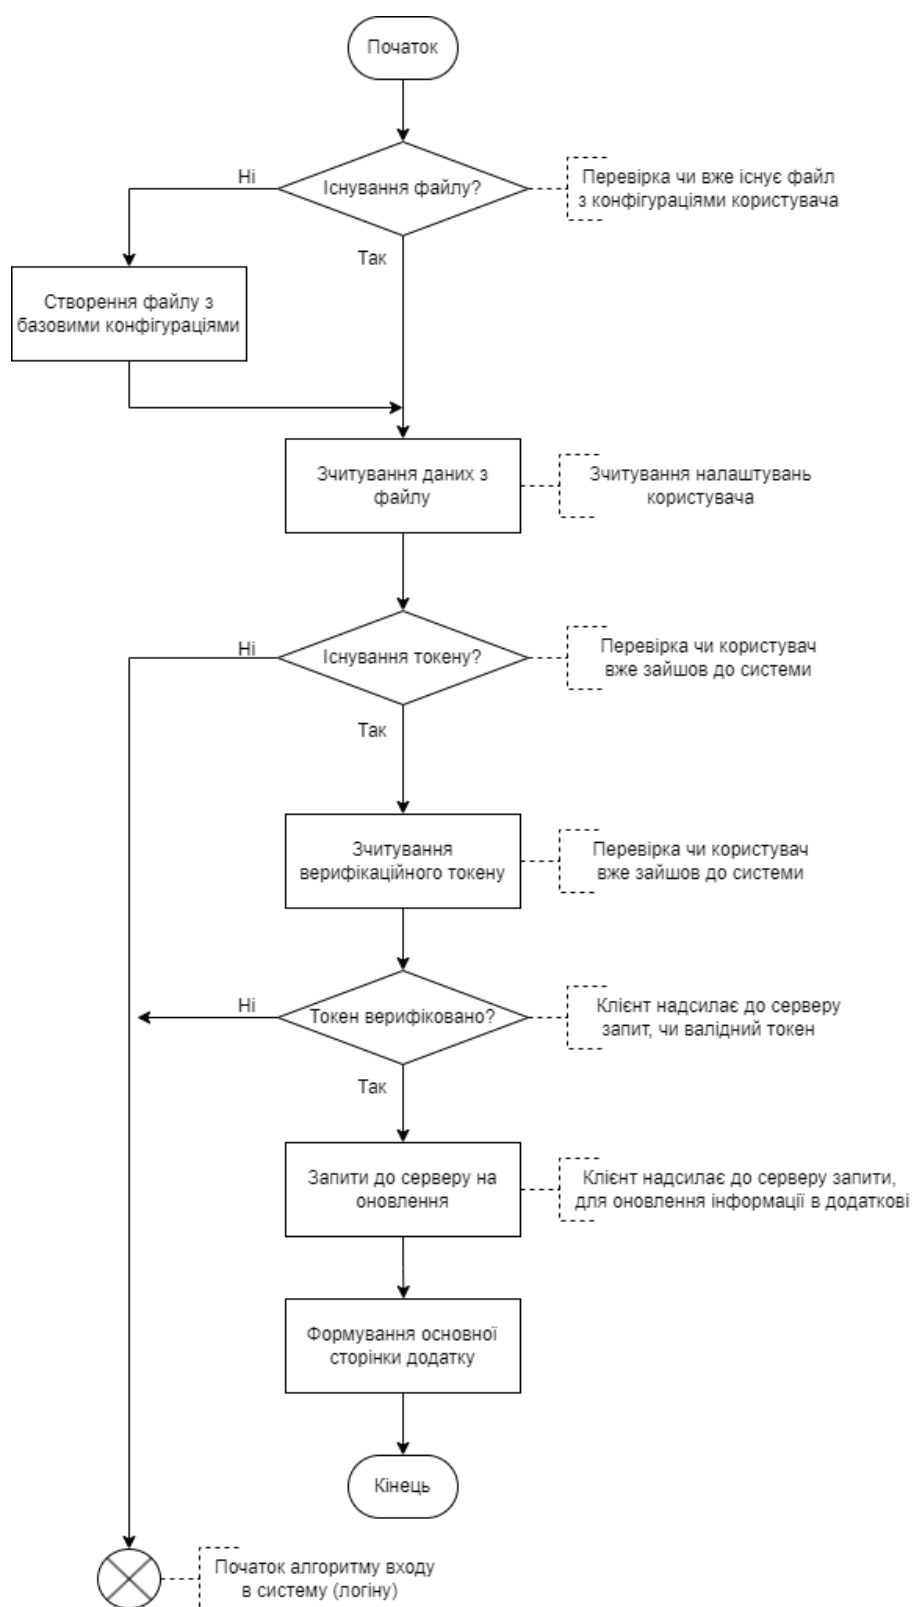 Початок
Ні
Існування файлу?
Перевірка чи вже існує файл
з конфігураціями користувача
Так
Створення файлу з
базовими конфігураціями
Зчитування даних з
файлу
Зчитування налаштувань
користувача
Ні
Існування токену?
Перевірка чи користувач
вже зайшов до системи
Так
Зчитування
верифікаційного токену
Перевірка чи користувач
вже зайшов до системи
Ні
Токен верифіковано?
Клієнт надсилає до серверу
запит, чи валідний токен
Так
Запити до серверу на
оновлення
Клієнт надсилає до серверу запити,
для оновлення інформації в додаткові
Формування основної
сторінки додатку
Кінець
Початок алгоритму входу
в систему (логіну)